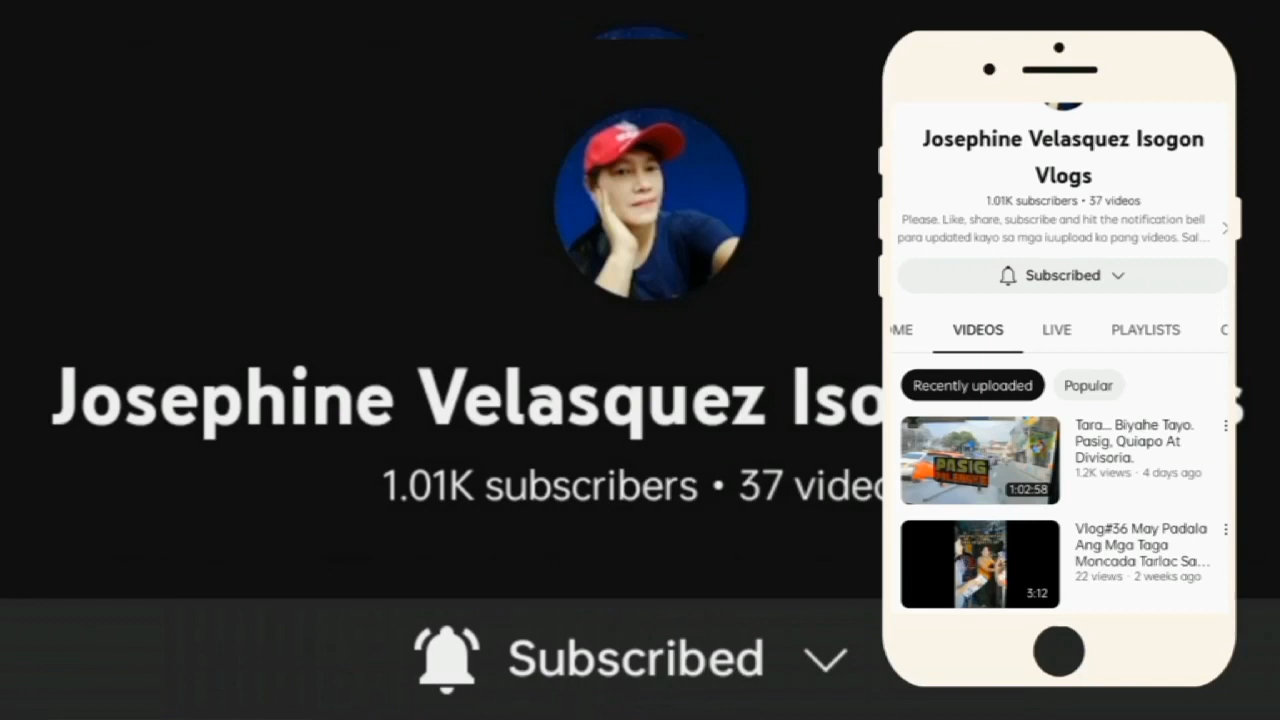 Josephine Velasquez Iso
s
1.01K subscribers • 37 videc
Subscribed
Josephine Velasquez Isogon
Vlogs
1.01K subscribers • 37 videos
Please. Like, share, subscribe and hit the notification bell
para updated kayo sa mga iuupload ko pang videos. Sal...
Subscribed
OME VIDEOS LIVE PLAYLISTS C
Recently uploaded Popular
PASIG
PALENGKE
1:02:58
Tara... Biyahe Tayo.
Pasig, Quiapo At
Divisoria.
1.2K views · 4 days ago
3:12
Vlog#36 May Padala
Ang Mga Taga
Moncada Tarlac Sa...
22 views · 2 weeks ago